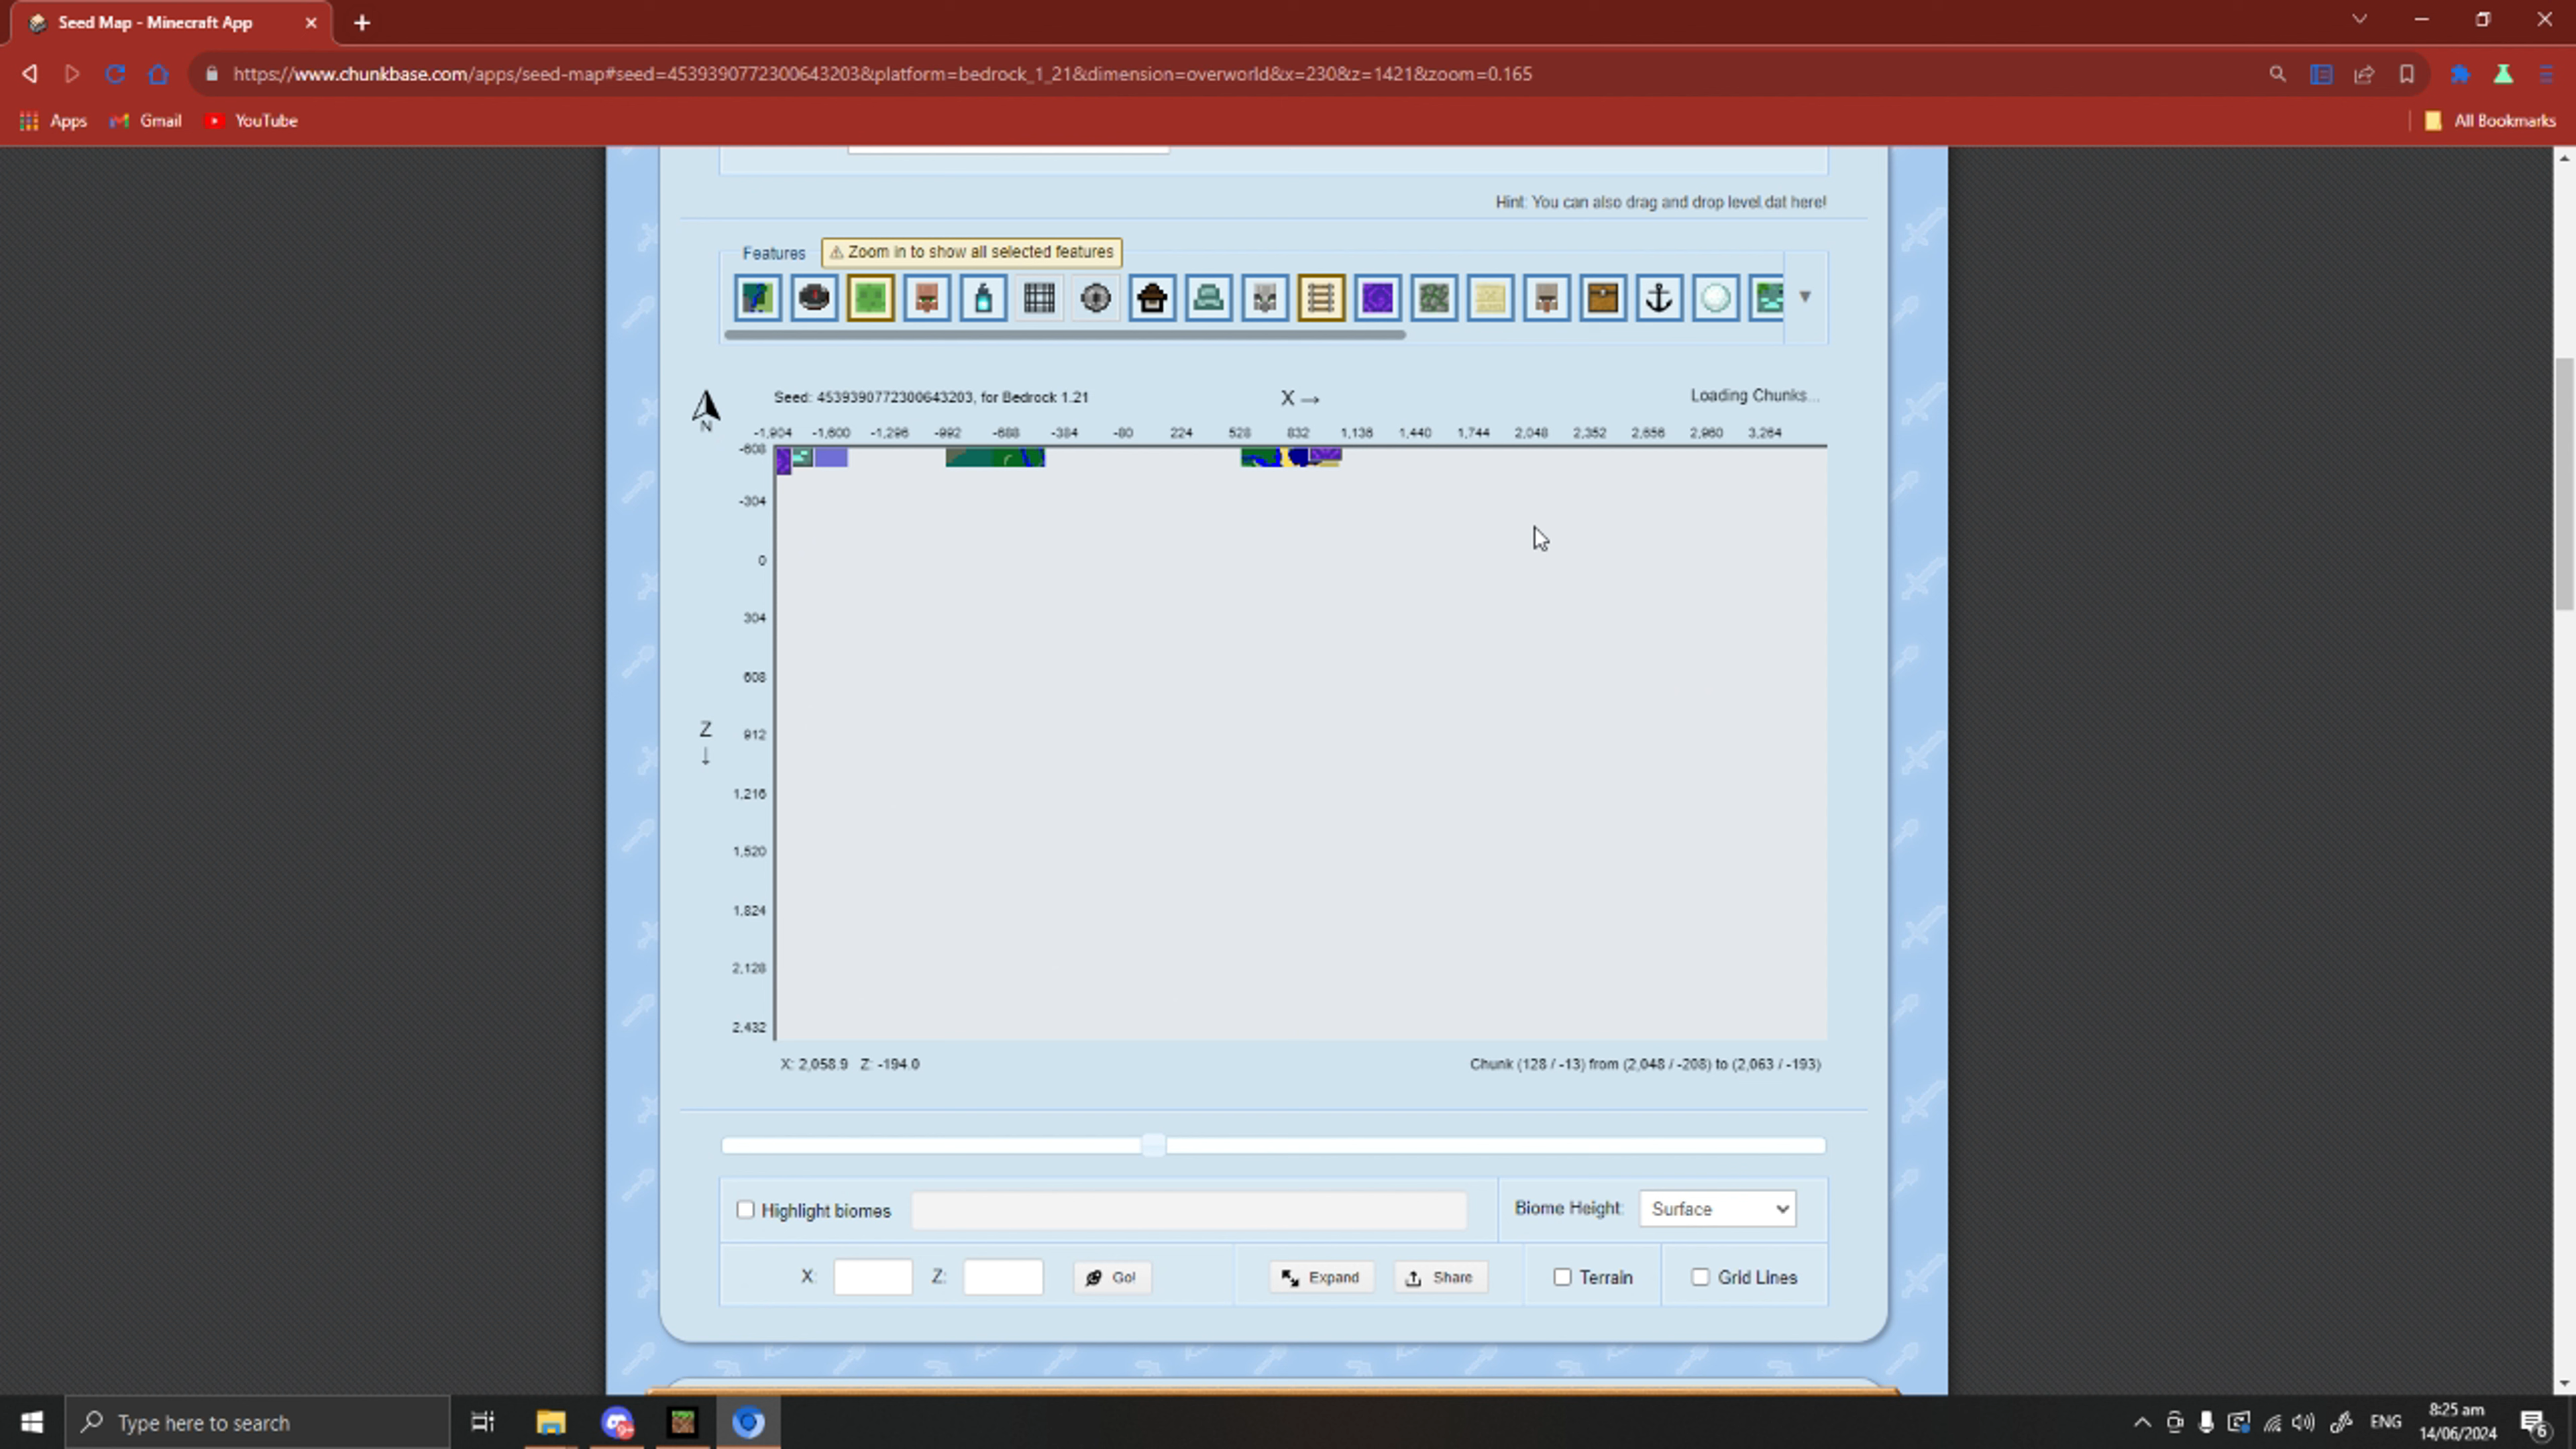 Seed Map - Minecraft App
https://www.chunkbase.com/apps/seed-map#seed=4539390772300643203&platform=bedrock_1_21&dimension=overworld&x=230&z=1421&zoom=0.165
Apps Gmail YouTube All Bookmarks
Hint: You can also drag and drop level.dat here!
Features Zoom in to show all selected features
Seed: 4539390772300643203, for Bedrock 1.21 X → Loading Chunks...
N
-1,904 -1,600 -1,296 -992 -688 -384 -80 224 528 832 1,136 1,440 1,744 2,048 2,352 2,656 2,960 3,264
-608
-304
0
304
608
Z
↓
912
1,216
1,520
1,824
2,128
2,432
X: 2,058.9 Z: -194.0 Chunk (128 / -13) from (2,048 / -208) to (2,063 / -193)
Highlight biomes Biome Height: Surface
X: Z: Go! Expand Share Terrain Grid Lines
Type here to search ENG 8:25 am
14/06/2024 6